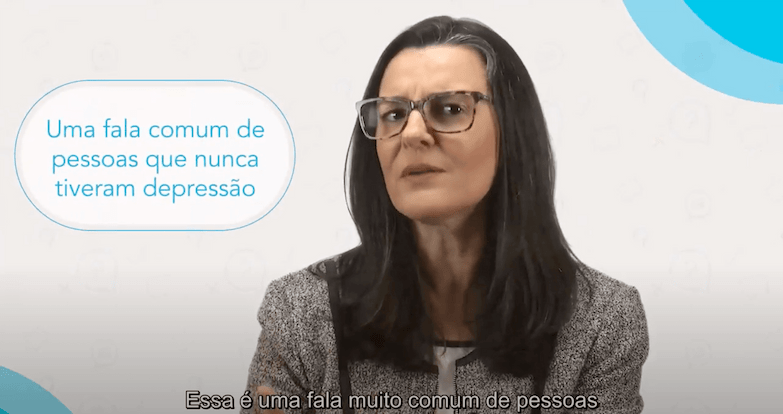 Uma fala comum de
pessoas que nunca
tiveram depressão
Essa é uma fala muito comum de pessoas